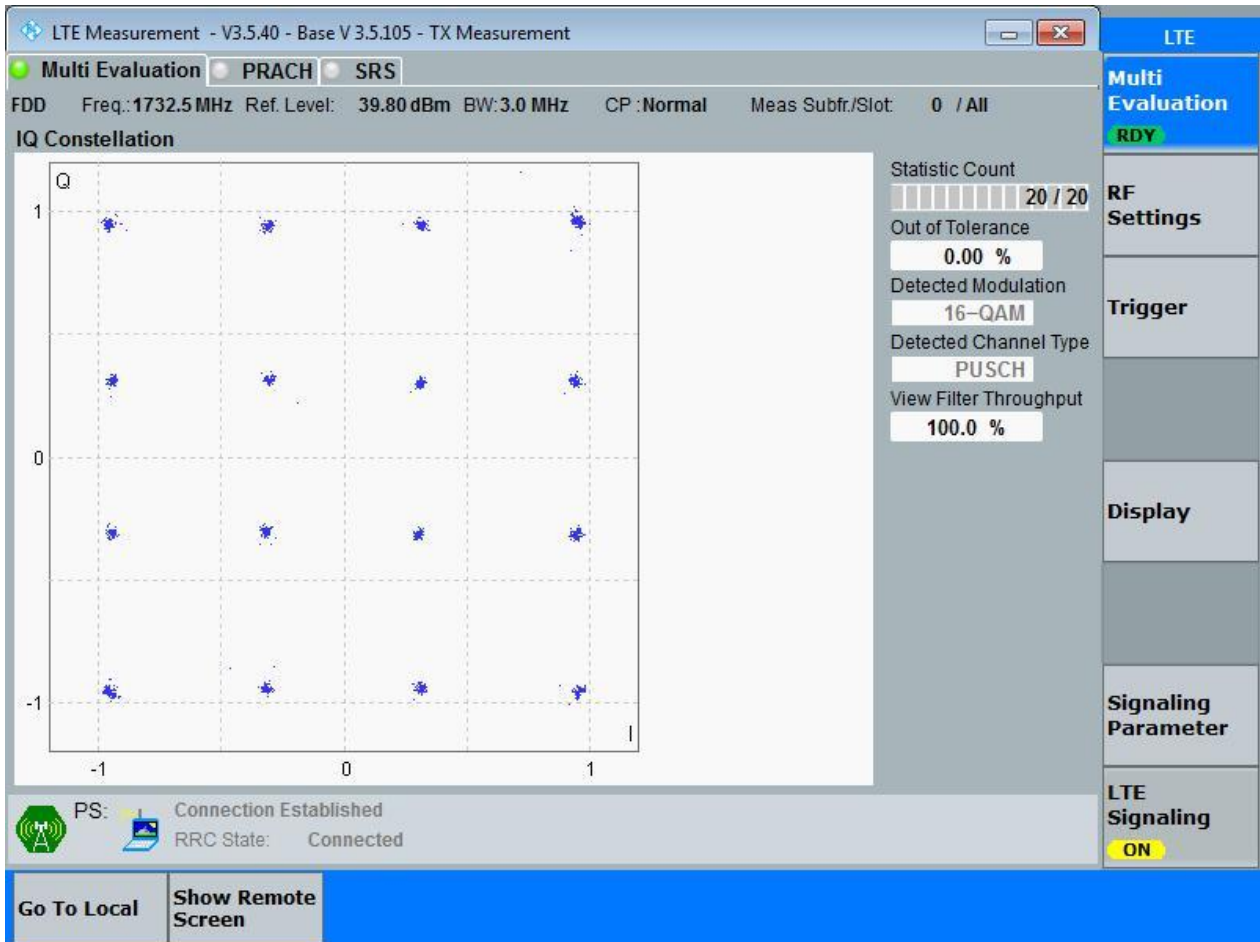 LTE Measurement - V3.5.40 - Base V 3.5.105 - TX Measurement
LTE
Multi Evaluation PRACH SRS
FDD Freq.: 1732.5 MHz Ref. Level: 39.80 dBm BW: 3.0 MHz CP : Normal Meas Subfr./Slot: 0 / All
IQ Constellation
Q
1
0
-1
I
-1 0 1
Statistic Count
20 / 20
Out of Tolerance
0.00 %
Detected Modulation
16-QAM
Detected Channel Type
PUSCH
View Filter Throughput
100.0 %
Multi
Evaluation
RDY
RF
Settings
Trigger
Display
Signaling
Parameter
LTE
Signaling
ON
PS: Connection Established
RRC State: Connected
Go To Local
Show Remote
Screen